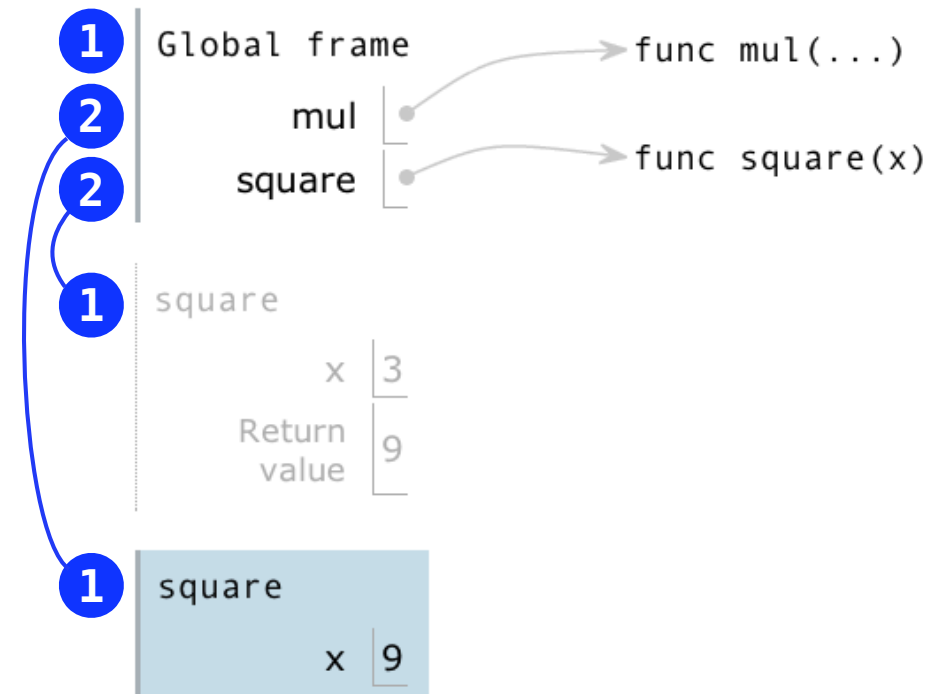 1 Global frame
func mul(...)
2 mul
func square(x)
2 square
1 square
x 3
Return
value 9
1 square
x 9